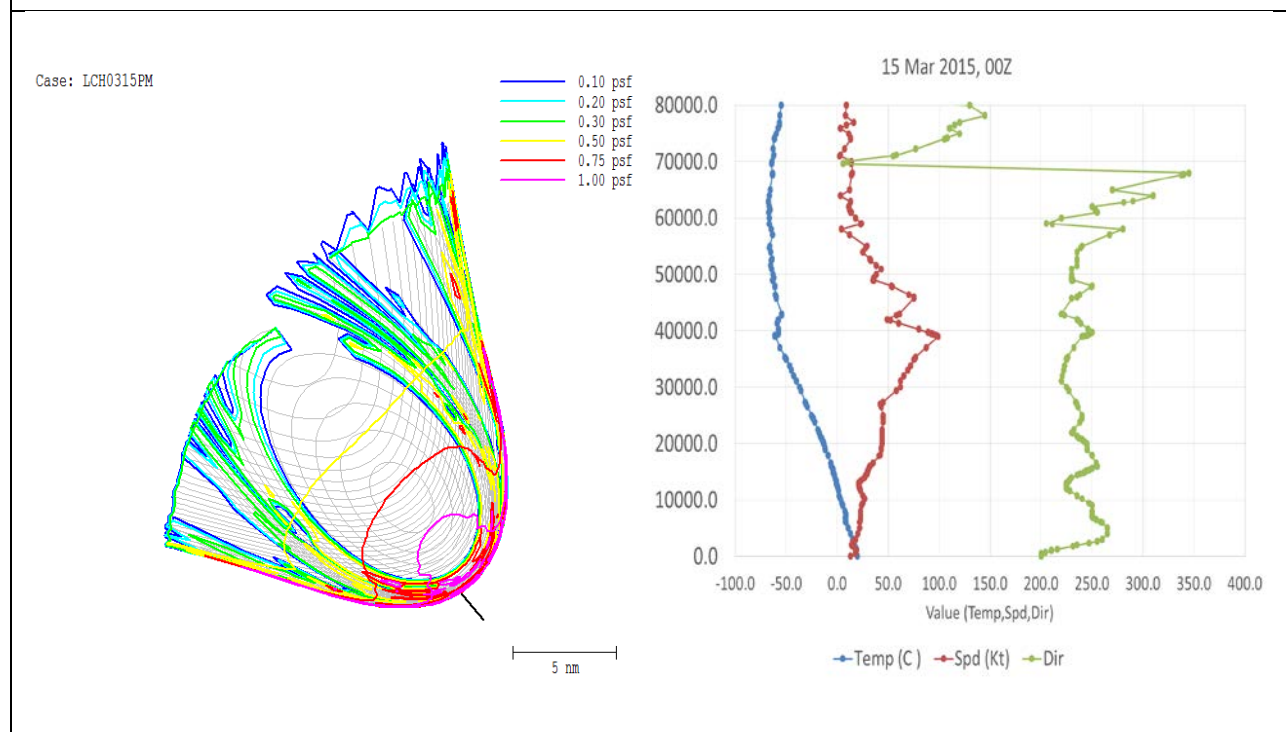 Case: LCH0315PM
0.10 psf
0.20 psf
0.30 psf
0.50 psf
0.75 psf
1.00 psf
5 nm
15 Mar 2015, 00Z
80000.0
70000.0
60000.0
50000.0
40000.0
30000.0
20000.0
10000.0
0.0
-100.0 -50.0 0.0 50.0 100.0 150.0 200.0 250.0 300.0 350.0 400.0
Value (Temp,Spd,Dir)
Temp (C ) Spd (Kt) Dir